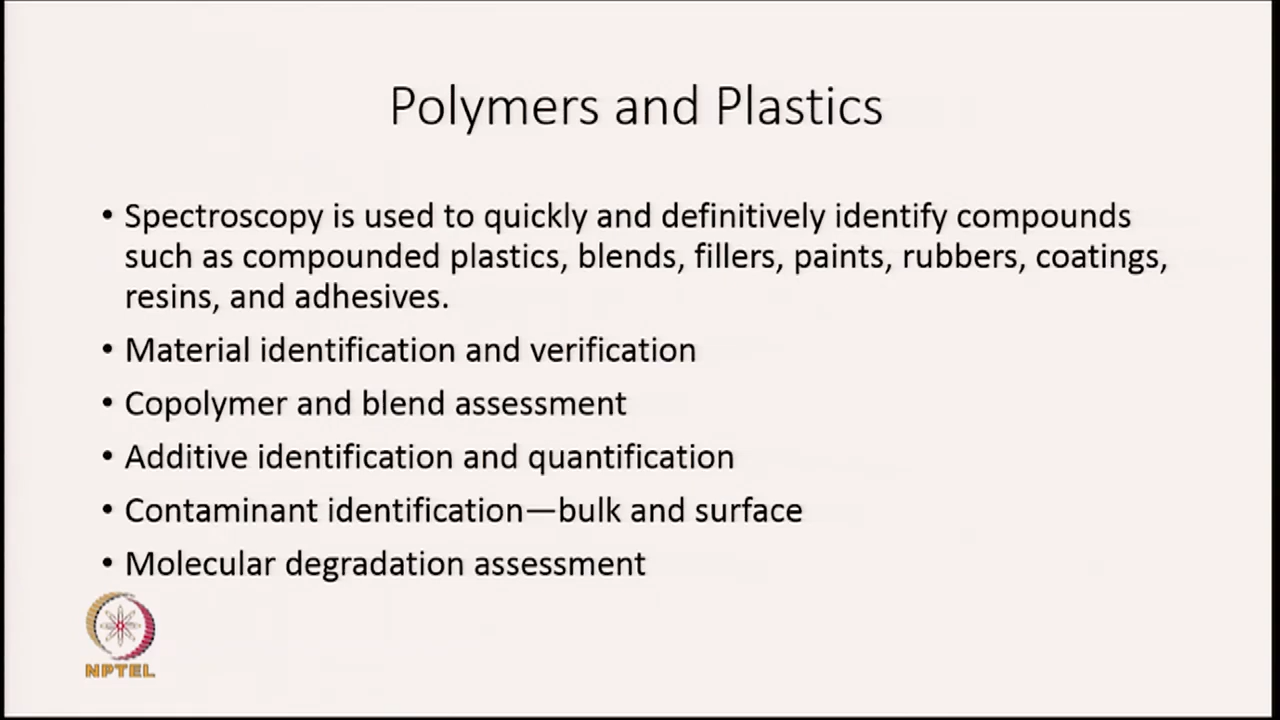 Polymers and Plastics
• Spectroscopy is used to quickly and definitively identify compounds
such as compounded plastics, blends, fillers, paints, rubbers, coatings,
resins, and adhesives.
• Material identification and verification
• Copolymer and blend assessment
• Additive identification and quantification
• Contaminant identification—bulk and surface
• Molecular degradation assessment
NPTEL